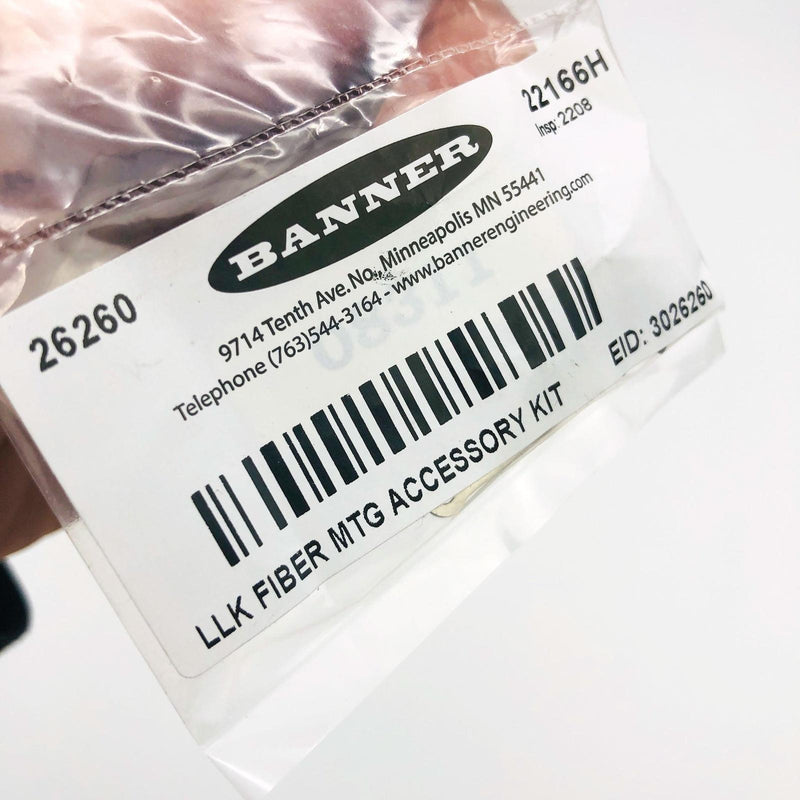 22166H
Insp: 2208
BANNER
26260
9714 Tenth Ave. No. Minneapolis MN 55441
Telephone (763)544-3164 - www.bannerengineering.com
EID: 3026260
LLK FIBER MTG ACCESSORY KIT